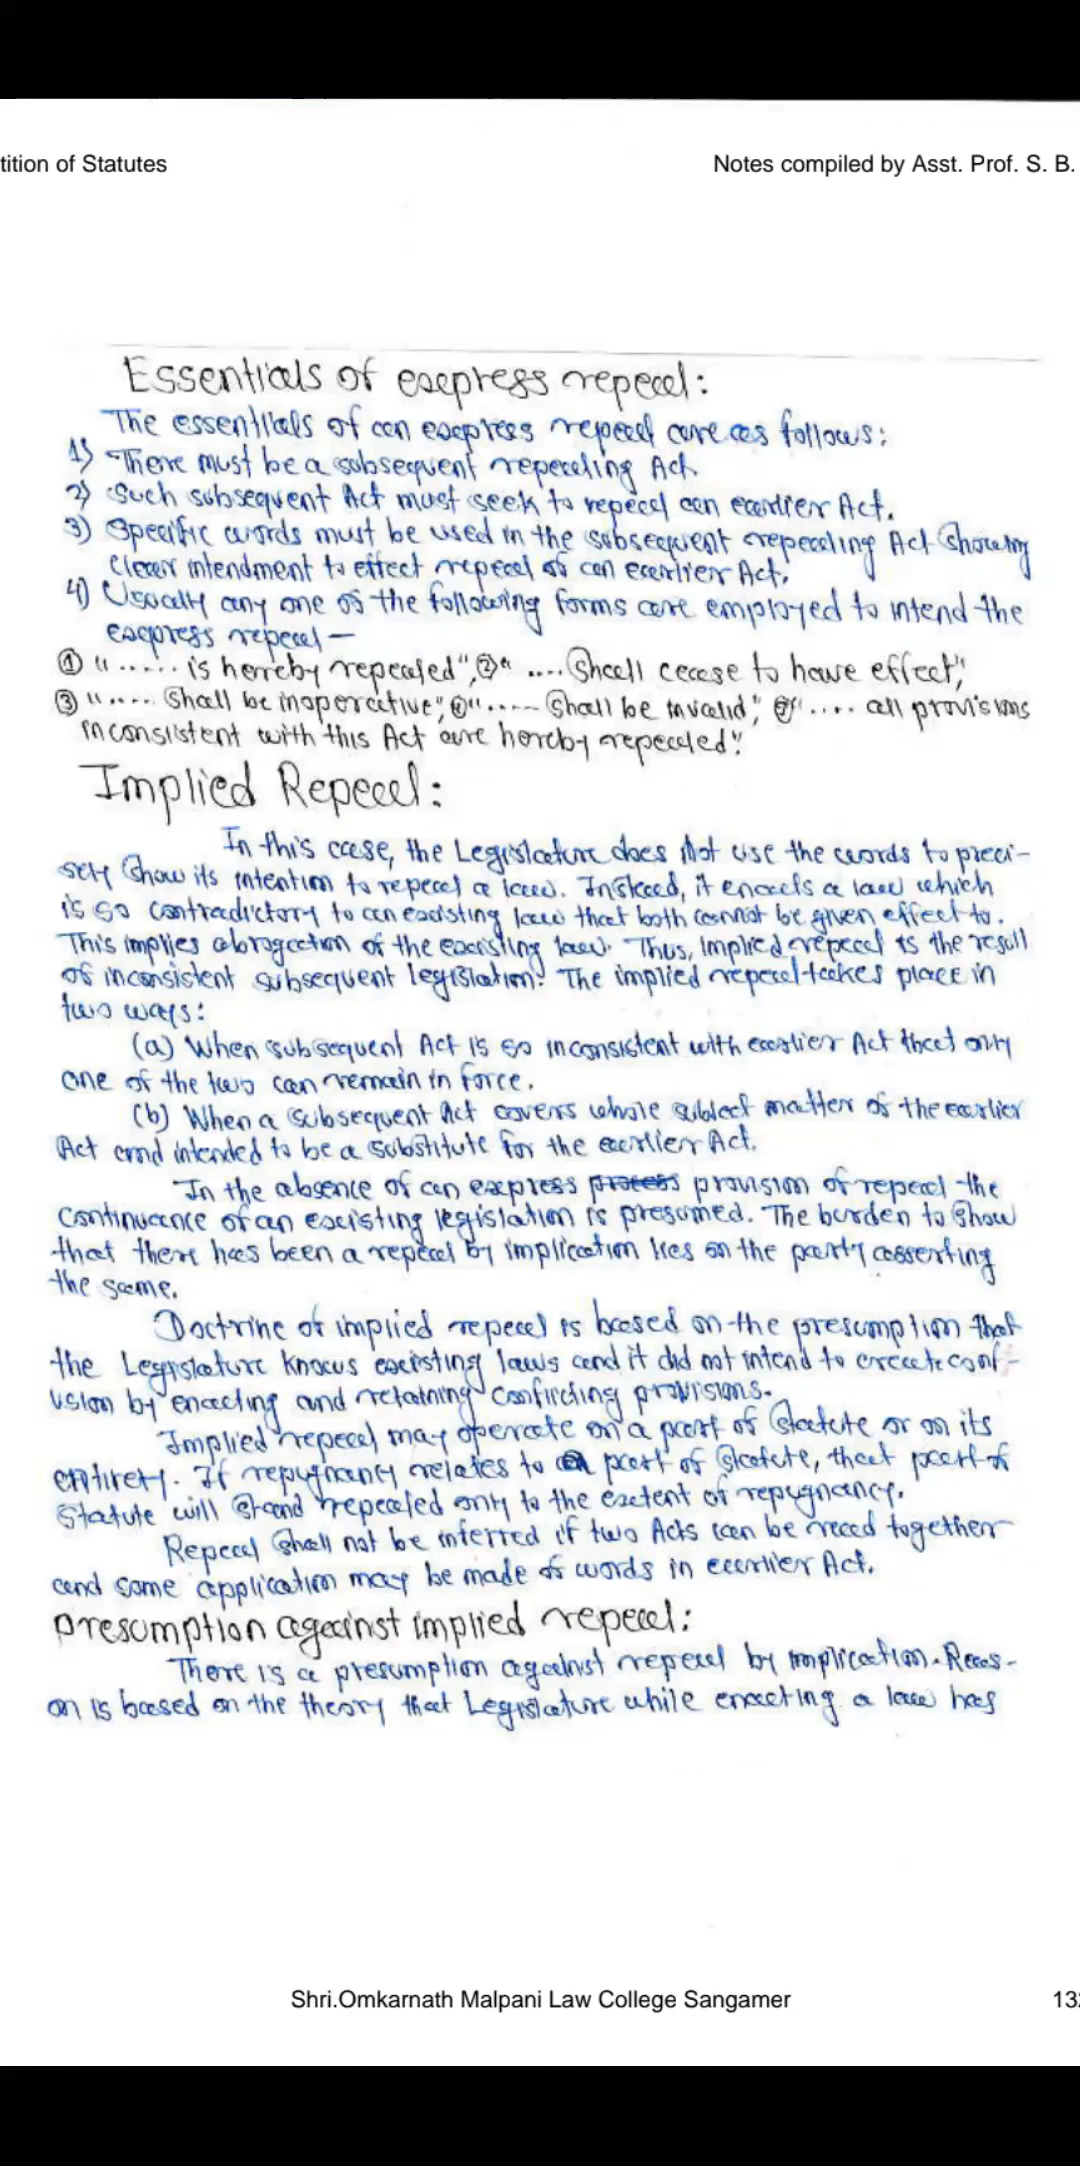 tition of Statutes
Notes compiled by Asst. Prof. S. B.
Essentials of express repeal:
The essentials of an express repeal are as follows:
1) There must be a subsequent repealing Act.
2) Such subsequent Act must seek to repeal an earlier Act.
3) Specific words must be used in the subsequent repealing Act showing
clear intendment to effect repeal of an earlier Act.
4) Usually any one of the following forms are employed to intend the
express repeal—
① "...... is hereby repealed", ② ".... Shall cease to have effect",
③ "..... Shall be inoperative", ④ "..... Shall be invalid", ⑤ ".... all provisions
inconsistent with this Act are hereby repealed".
Implied Repeal:
In this case, the Legislature does not use the words to preci-
sely show its intention to repeal a law. Instead, it enacts a law which
is so contradictory to an existing law that both cannot be given effect to.
This implies abrogation of the existing law. Thus, implied repeal is the result
of inconsistent subsequent legislation. The implied repeal takes place in
two ways:
(a) When subsequent Act is so inconsistent with earlier Act that only
one of the two can remain in force.
(b) When a subsequent Act covers whole subject matter of the earlier
Act and intended to be a substitute for the earlier Act.
In the absence of an express process provision of repeal the
continuance of an existing legislation is presumed. The burden to show
that there has been a repeal by implication lies on the party asserting
the same.
Doctrine of implied repeal is based on the presumption that
the Legislature knows existing laws and it did not intend to create conf-
usion by enacting and retaining conflicting provisions.
Implied repeal may operate on a part of Statute or on its
entirety. If repugnancy relates to a part of Statute, that part of
Statute will stand repealed only to the extent of repugnancy.
Repeal shall not be inferred if two Acts can be read together
and some application may be made of words in earlier Act.
Presumption against implied repeal:
There is a presumption against repeal by implication. Reas-
on is based on the theory that Legislature while enacting a law has
Shri.Omkarnath Malpani Law College Sangamer
132